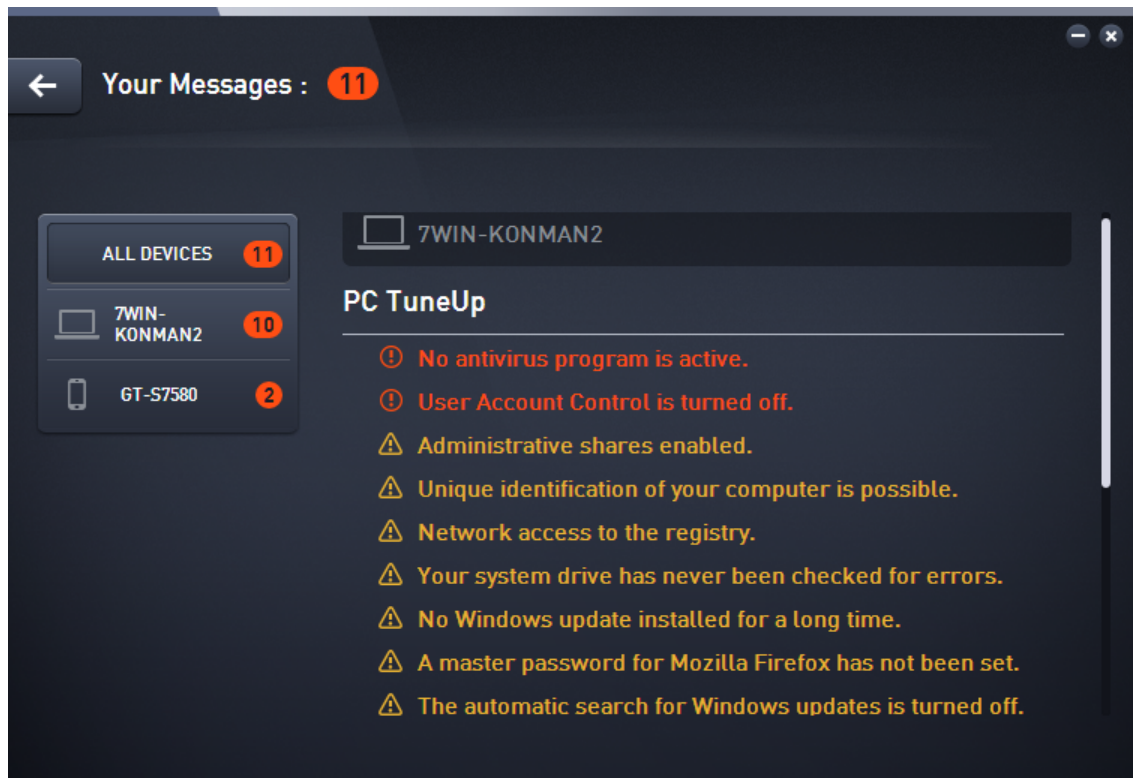 Your Messages : 11
ALL DEVICES 11
7WIN-
KONMAN2 10
GT-S7580 2
7WIN-KONMAN2
PC TuneUp
No antivirus program is active.
User Account Control is turned off.
Administrative shares enabled.
Unique identification of your computer is possible.
Network access to the registry.
Your system drive has never been checked for errors.
No Windows update installed for a long time.
A master password for Mozilla Firefox has not been set.
The automatic search for Windows updates is turned off.